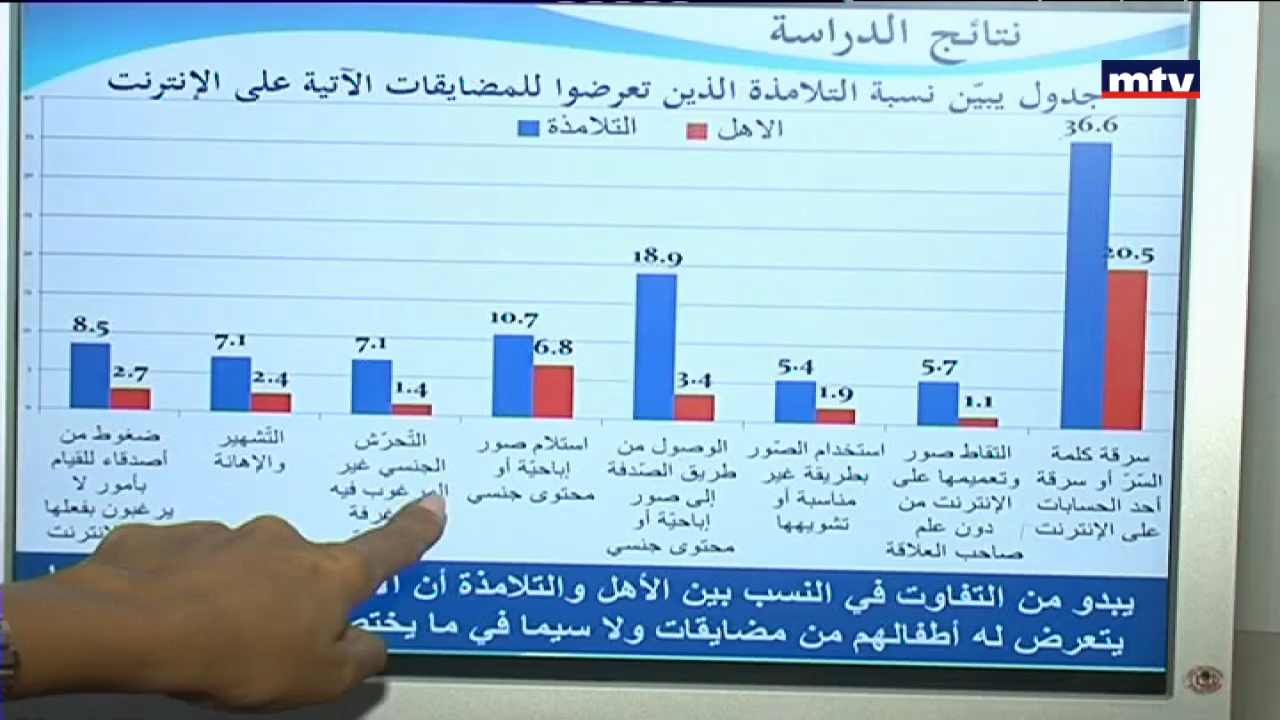 نتائج الدراسة
mtv
جدول يبيّن نسبة التلامذة الذين تعرضوا للمضايقات الآتية على الإنترنت
الاهل
التلامذة
36.6
20.5
5.7
1.1
5.4
1.9
18.9
3.4
10.7
6.8
7.1
1.4
7.1
2.4
8.5
2.7
سرقة كلمة
السّرّ أو سرقة
أحد الحسابات
على الإنترنت
التقاط صور
وتعميمها على
الإنترنت من
دون علم
صاحب العلاقة
استخدام الصّور
بطريقة غير
مناسبة أو
تشويهها
الوصول من
طريق الصّدفة
إلى صور
إباحيّة أو
محتوى جنسي
استلام صور
إباحيّة أو
محتوى جنسي
التّحرّش
الجنسي غير
فيه
التّشهير
والإهانة
ضغوط من
أصدقاء للقيام
بأمور لا
يرغبون بفعلها
يبدو من التفاوت في النسب بين الأهل والتلامذة أن
يتعرض له أطفالهم من مضايقات ولا سيما في ما